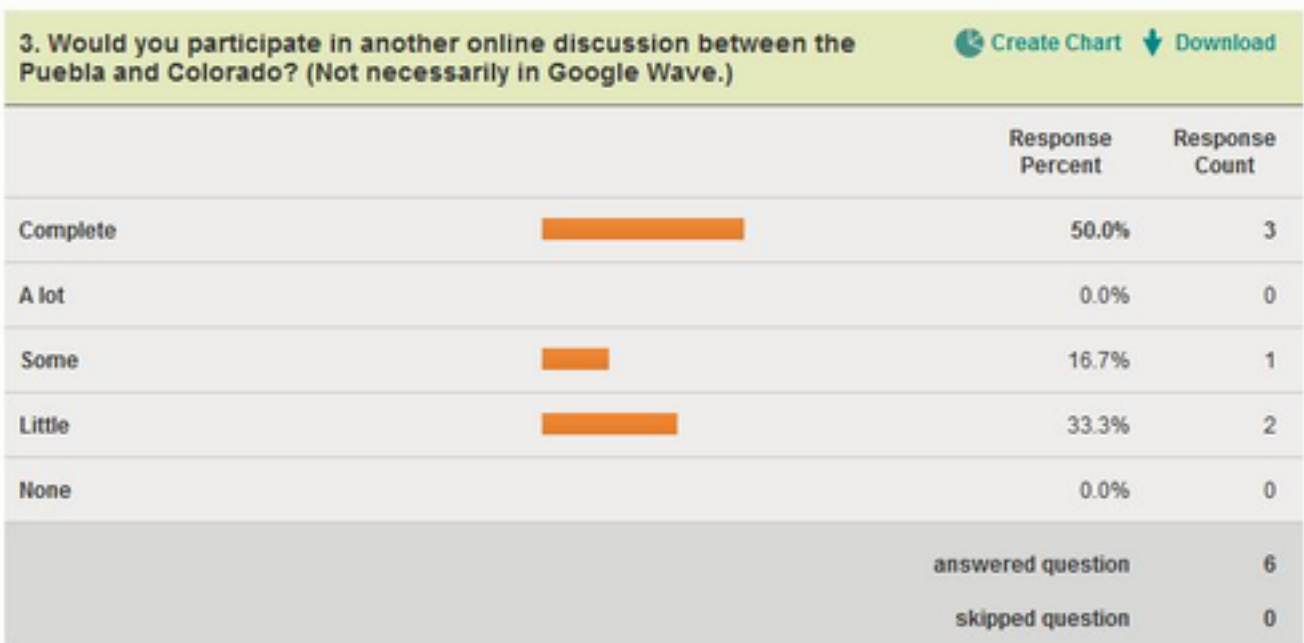 3. Would you participate in another online discussion between the
Puebla and Colorado? (Not necessarily in Google Wave.)
Create Chart Download
Response Percent
Response Count
Complete 50.0% 3
A lot 0.0% 0
Some 16.7% 1
Little 33.3% 2
None 0.0% 0
answered question 6
skipped question 0